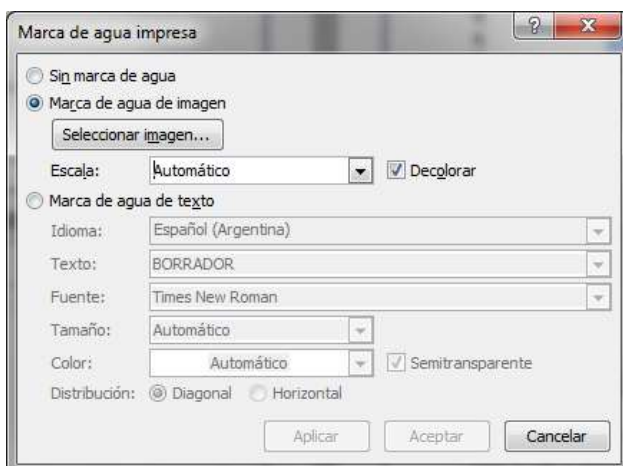 Marca de agua impresa
Sin marca de agua
Marca de agua de imagen
Seleccionar imagen...
Escala: Automático Decolorar
Marca de agua de texto
Idioma: Español (Argentina)
Texto: BORRADOR
Fuente: Times New Roman
Tamaño: Automático
Color: Automático Semitransparente
Distribución: Diagonal Horizontal
Aplicar Aceptar Cancelar